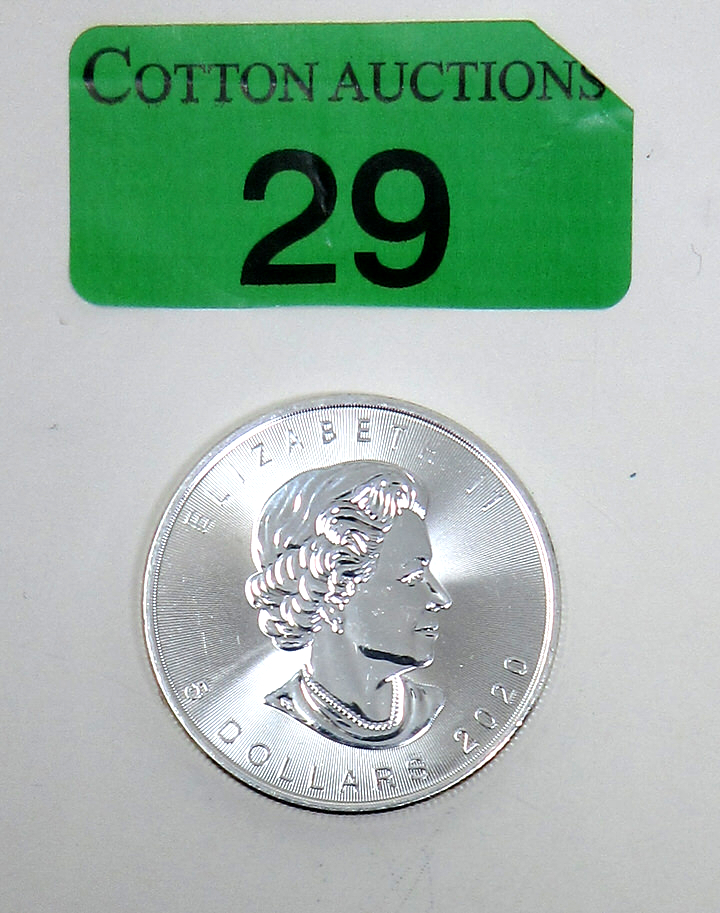 COTTON AUCTIONS
29
ELIZABETH II
5 DOLLARS 2020